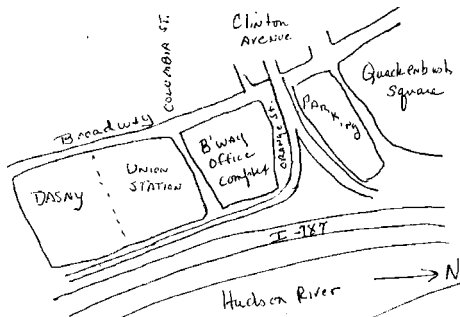 Clinton
Avenue
COLUMBIA ST.
Quackenbush
Square
PARKING
Broadway
B'WAY
OFFICE
Complex
ORANGE ST.
UNION
STATION
DASNY
I-787
N
Hudson River